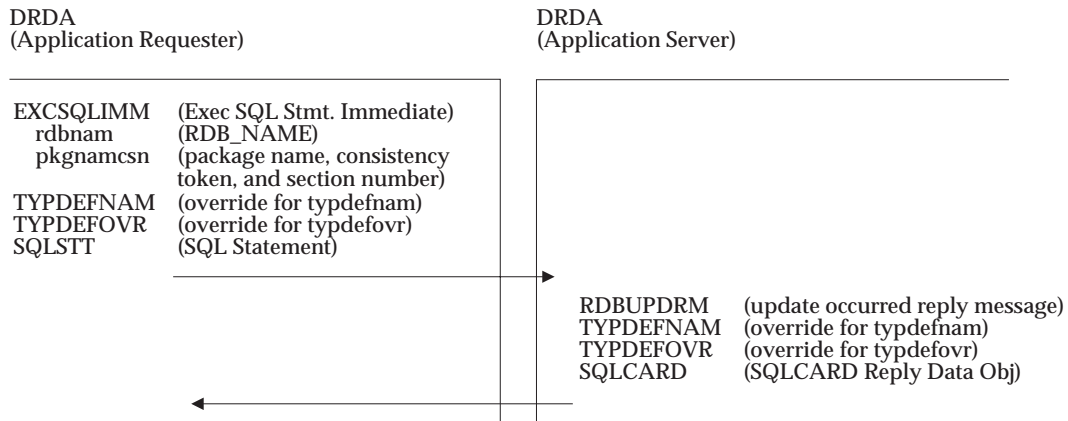 DRDA
(Application Requester)
DRDA
(Application Server)
EXCSQLIMM (Exec SQL Stmt. Immediate)
rdbnam (RDB_NAME)
pkgnamcsn (package name, consistency
token, and section number)
TYPDEFNAM (override for typdefnam)
TYPDEFOVR (override for typdefovr)
SQLSTT (SQL Statement)
RDBUPDRM (update occurred reply message)
TYPDEFNAM (override for typdefnam)
TYPDEFOVR (override for typdefovr)
SQLCARD (SQLCARD Reply Data Obj)